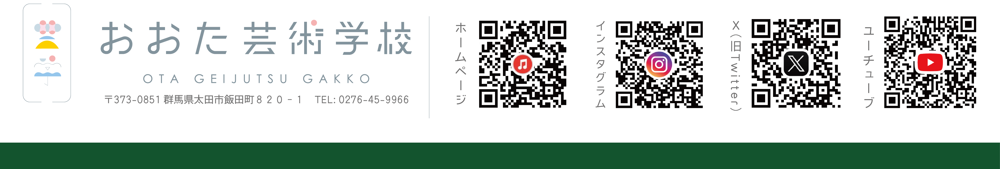 おおた芸術学校
OTA GEIJUTSU GAKKO
〒373-0851 群馬県太田市飯田町８２０－１　TEL: 0276-45-9966
ホームページ
インスタグラム
X(旧Twitter)
ユーチューブ